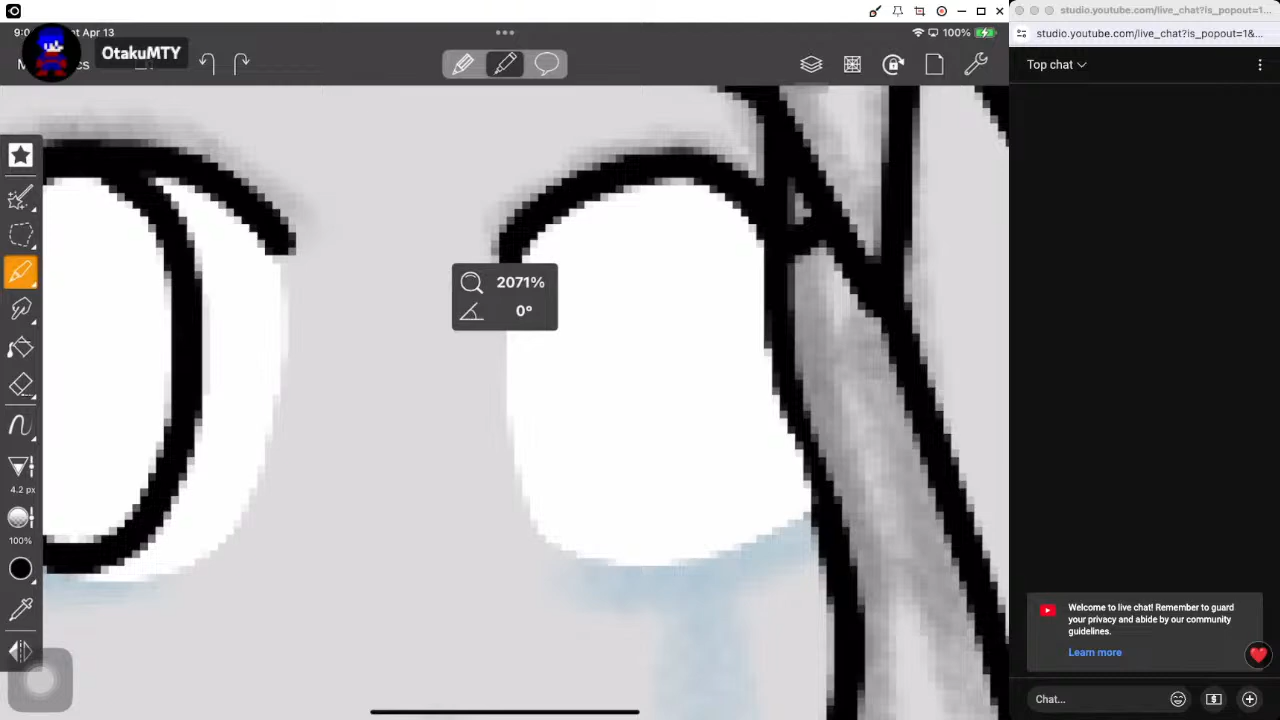 studio.youtube.com/live_chat?is_popout=1...
studio.youtube.com/live_chat?is_popout=1&...
at Apr 13
100%
OtakuMTY
Top chat
2071%
0°
4.2 px
100%
Welcome to live chat! Remember to guard
your privacy and abide by our community
guidelines.
Learn more
Chat...